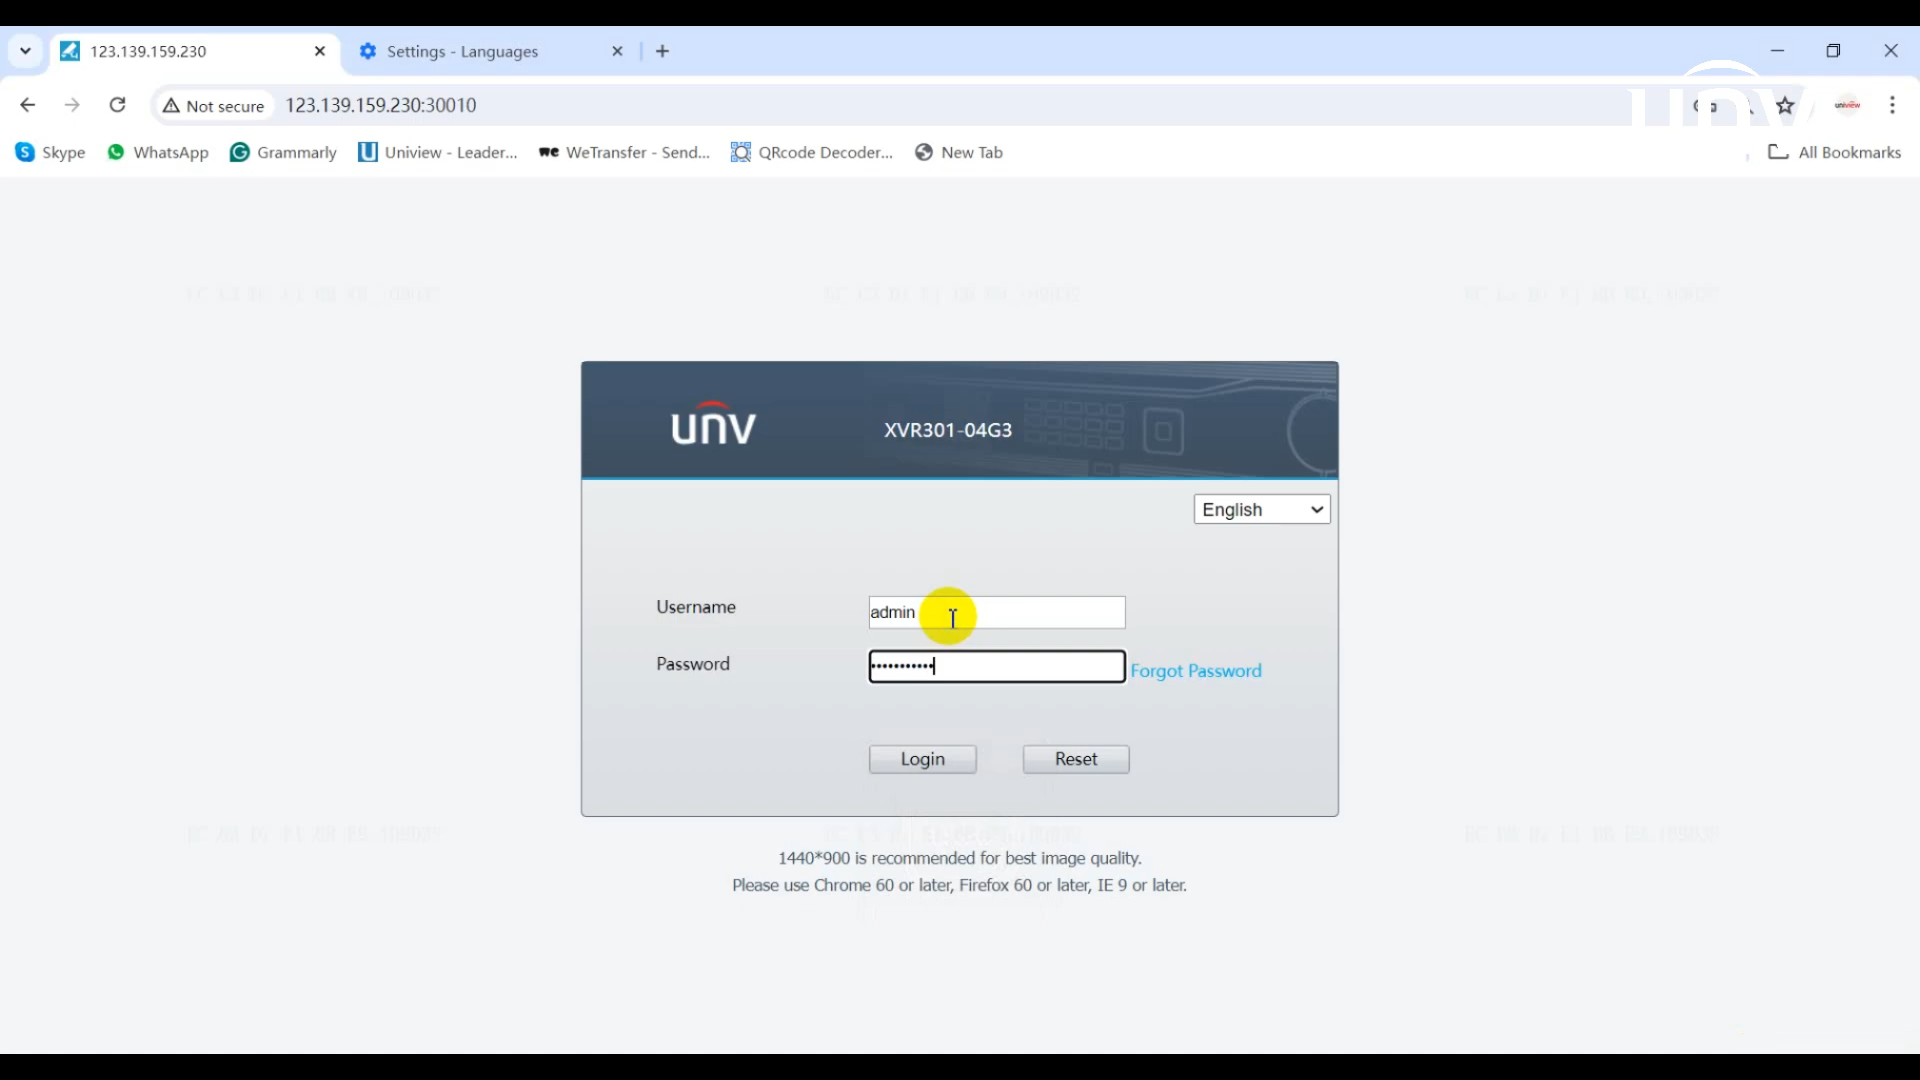 123.139.159.230
Settings - Languages
Not secure
123.139.159.230:30010
unv
uniview
Skype
WhatsApp
Grammarly
Uniview - Leader...
WeTransfer - Send...
QRcode Decoder...
New Tab
All Bookmarks
unv
XVR301-04G3
English
Username
admin
Password
Forgot Password
Login
Reset
1440*900 is recommended for best image quality.
Please use Chrome 60 or later, Firefox 60 or later, IE 9 or later.